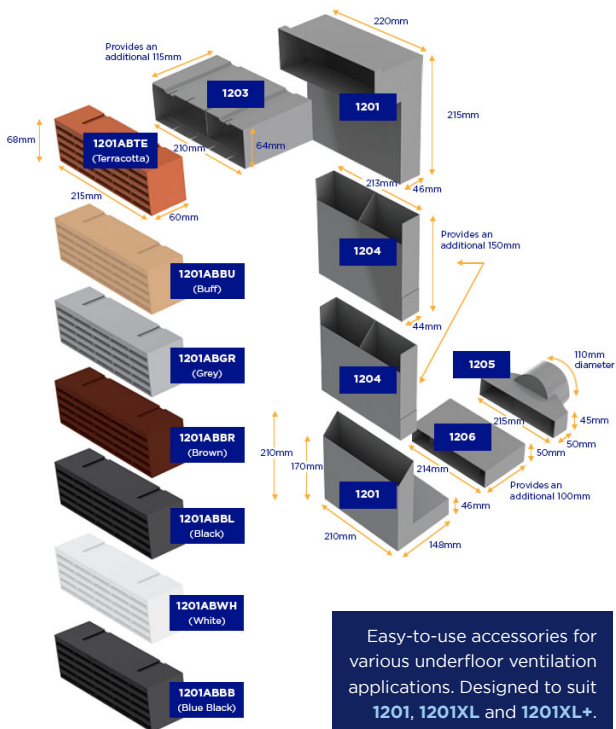 220mm
Provides an
additional 115mm
1203
1201
215mm
68mm
1201ABTE
(Terracotta)
210mm
64mm
46mm
215mm
60mm
213mm
1204
Provides an
additional 150mm
44mm
1201ABBU
(Buff)
1201ABGR
(Grey)
1204
1205
110mm
diameter
215mm
45mm
50mm
1201ABBR
(Brown)
210mm
170mm
1206
50mm
214mm
Provides an
additional 100mm
1201
46mm
210mm
148mm
1201ABBL
(Black)
1201ABWH
(White)
1201ABBB
(Blue Black)
Easy-to-use accessories for
various underfloor ventilation
applications. Designed to suit
1201, 1201XL and 1201XL+.